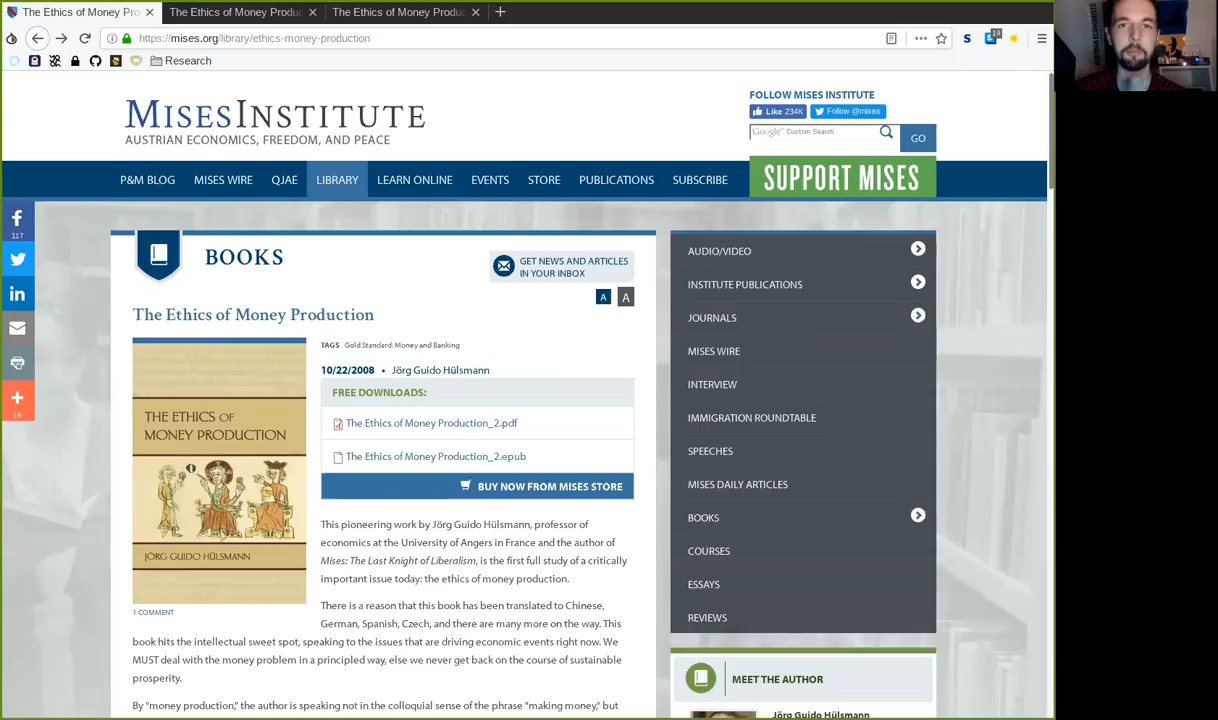 The Ethics of Money Pro
The Ethics of Money Produc
The Ethics of Money Produc
https://mises.org/library/ethics-money-production
19
Research
MISESINSTITUTE
AUSTRIAN ECONOMICS, FREEDOM, AND PEACE
FOLLOW MISES INSTITUTE
Like 234K
Follow @mises
Google Custom Search
GO
P&M BLOG
MISES WIRE
QJAE
LIBRARY
LEARN ONLINE
EVENTS
STORE
PUBLICATIONS
SUBSCRIBE
SUPPORT MISES
117
16
BOOKS
GET NEWS AND ARTICLES
IN YOUR INBOX
A
A
The Ethics of Money Production
THE ETHICS OF
MONEY PRODUCTION
JÖRG GUIDO HÜLSMANN
1 COMMENT
TAGS Gold Standard, Money and Banking
10/22/2008 • Jörg Guido Hülsmann
FREE DOWNLOADS:
The Ethics of Money Production_2.pdf
The Ethics of Money Production_2.epub
BUY NOW FROM MISES STORE
This pioneering work by Jörg Guido Hülsmann, professor of
economics at the University of Angers in France and the author of
Mises: The Last Knight of Liberalism, is the first full study of a critically
important issue today: the ethics of money production.
There is a reason that this book has been translated to Chinese,
German, Spanish, Czech, and there are many more on the way. This
book hits the intellectual sweet spot, speaking to the issues that are driving economic events right now. We
MUST deal with the money problem in a principled way, else we never get back on the course of sustainable
prosperity.
By "money production," the author is speaking not in the colloquial sense of the phrase "making money," but
AUDIO/VIDEO
INSTITUTE PUBLICATIONS
JOURNALS
MISES WIRE
INTERVIEW
IMMIGRATION ROUNDTABLE
SPEECHES
MISES DAILY ARTICLES
BOOKS
COURSES
ESSAYS
REVIEWS
MEET THE AUTHOR
Jörg Guido Hülsmann